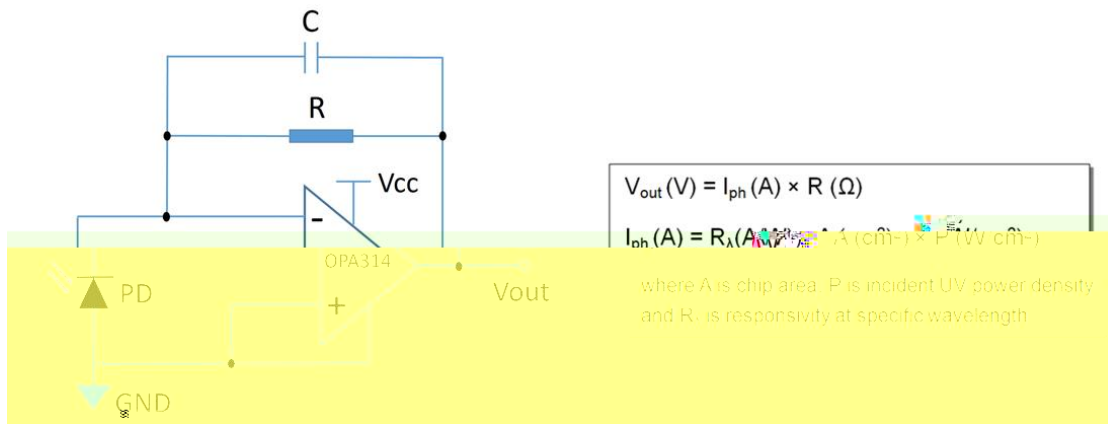 C
R
Vcc
-
OPA314
+
PD
Vout
GND
Vout (V) = Iph (A) × R (Ω)
Iph (A) = Rλ(A
where A is chip area, P is incident UV power density
and R is responsivity at specific wavelength